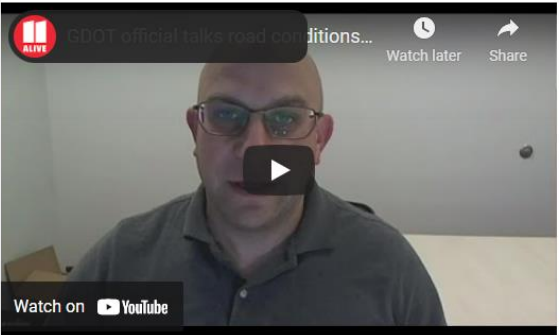 11
ALIVE
GDOT official talks road conditions...
Watch later
Share
Watch on YouTube